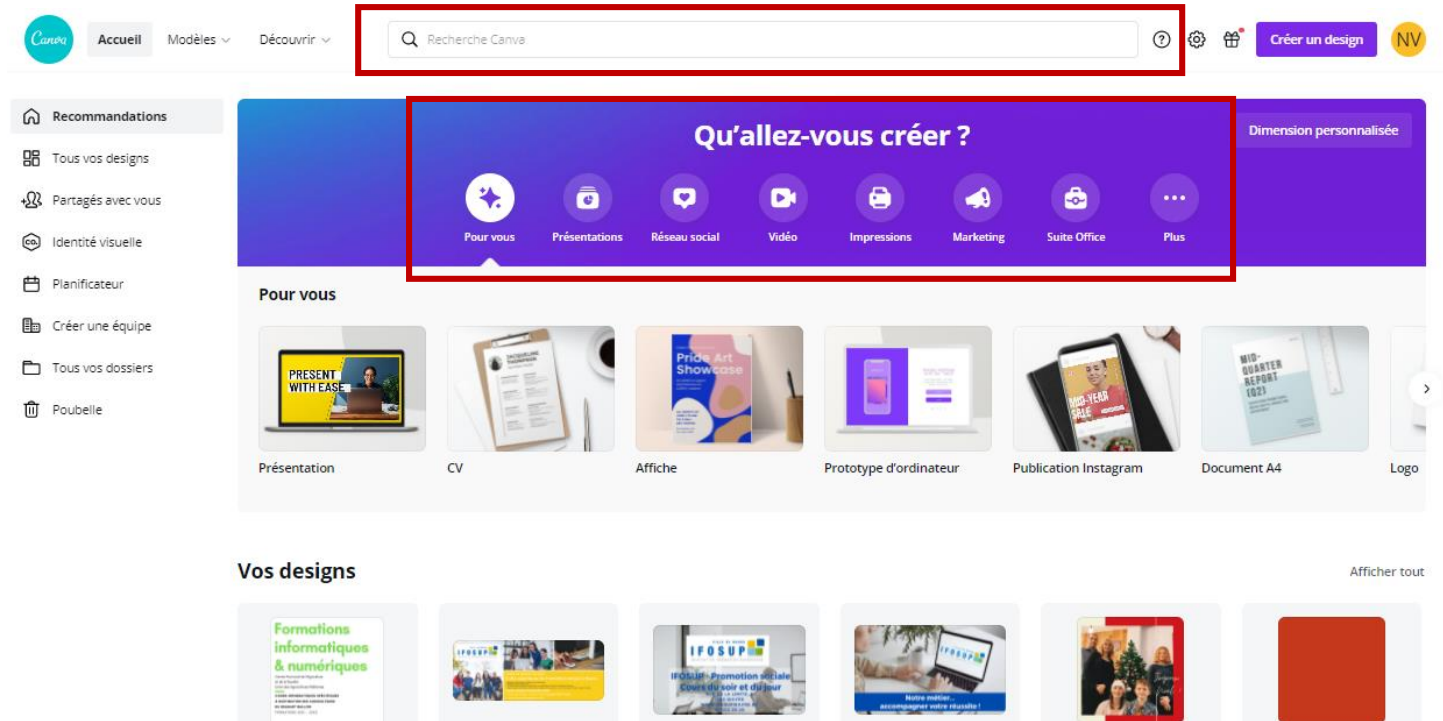 Canva
Accueil
Modèles
Découvrir
Recherche Canva
Créer un design
NV
Recommandations
Tous vos designs
Partagés avec vous
co.
Identité visuelle
Planificateur
Créer une équipe
Tous vos dossiers
Poubelle
Qu'allez-vous créer ?
Dimension personnalisée
Pour vous
Présentations
Réseau social
Vidéo
Impressions
Marketing
Suite Office
Plus
Pour vous
PRESENT
WITH EASE
JACQUELINE
THOMPSON
Pride Art
Showcase
MID-YEAR
SALE
MID-
QUARTER
REPORT
(Q2)
Présentation
CV
Affiche
Prototype d'ordinateur
Publication Instagram
Document A4
Logo
Vos designs
Afficher tout
Formations
informatiques
& numériques
IFOSUP
IFOSUP
IFOSUP - Promotion sociale
Cours du soir et du jour
IFOSUP
Notre métier...
accompagner votre réussite !